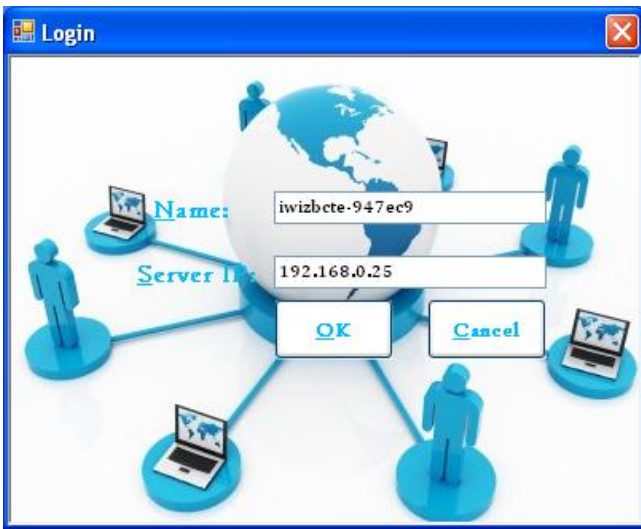 Login
Name:
iwizbcte-947ec9
Server IP:
192.168.0.25
OK
Cancel